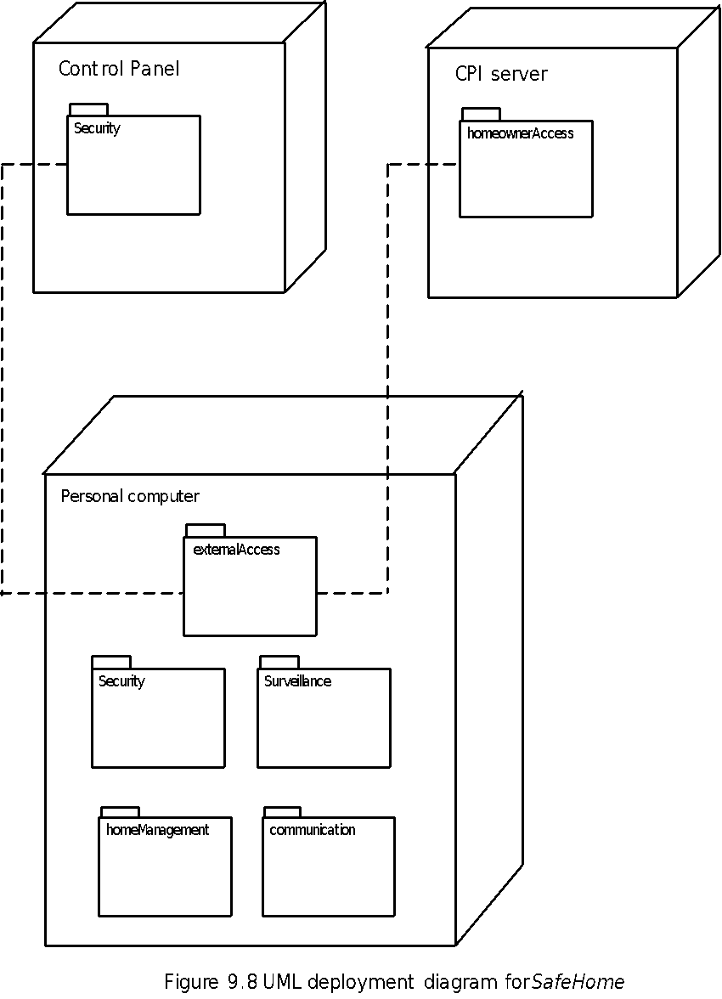 Control Panel
Security
CPI server
homeownerAccess
Personal computer
externalAccess
Security
Surveillance
homeManagement
communication
Figure 9.8 UML deployment diagram for SafeHome